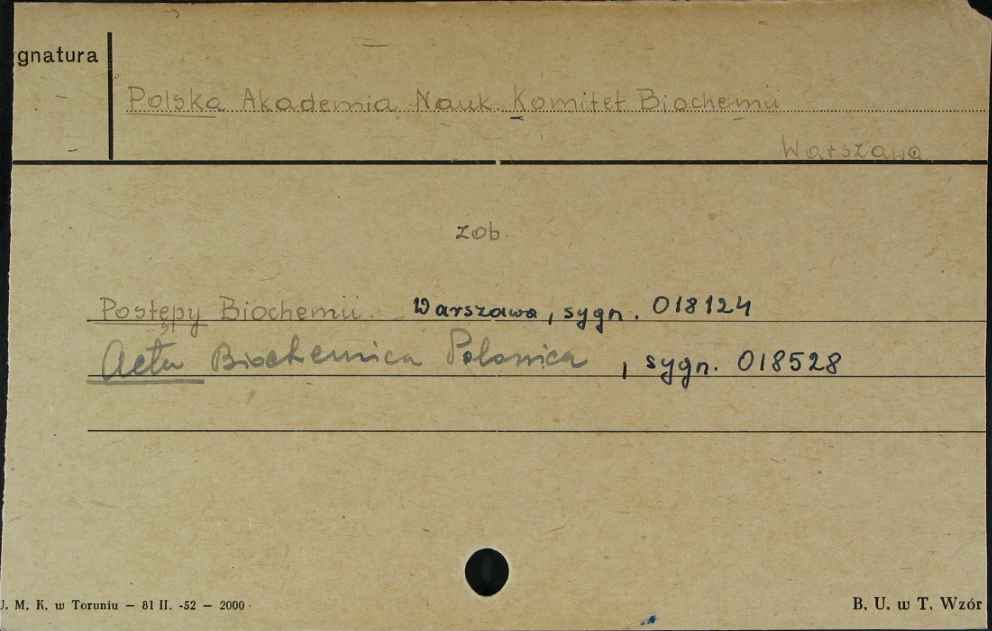 gnatura
Polska Akademia Nauk. Komitet Biochemii
Warszawa
zob.
Postępy Biochemii. Warszawa, sygn. 018124
Acta Biochemica Polonica, sygn. 018528
U. M. K. w Toruniu – 81 II. -52 – 2000
B. U. w T. Wzór